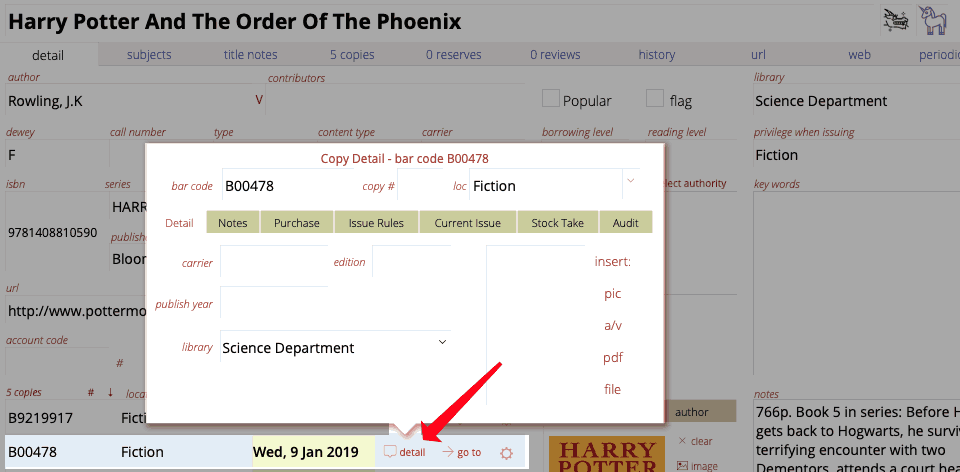 Harry Potter And The Order Of The Phoenix
detail subjects title notes 5 copies 0 reserves 0 reviews history url web periodic
author contributors library
Rowling, J.K V Popular flag Science Department
dewey call number type content type carrier borrowing level reading level privilege when issuing
F Fiction
Copy Detail - bar code B00478
isbn series lect authority key words
bar code B00478 copy # loc Fiction
HARR
9781408810590
publishe
Bloom
Detail Notes Purchase Issue Rules Current Issue Stock Take Audit
carrier edition insert:
url
publish year pic
http://www.pottermo
a/v
account code
library Science Department pdf
#
file
5 copies # ↓ loca notes
B9219917 Fictio author 766p. Book 5 in series: Before H
gets back to Hogwarts, he surviv
B00478 Fiction Wed, 9 Jan 2019 detail go to clear
terrifying encounter with two
HARRY
POTTER image
Dementors, attends a court hea